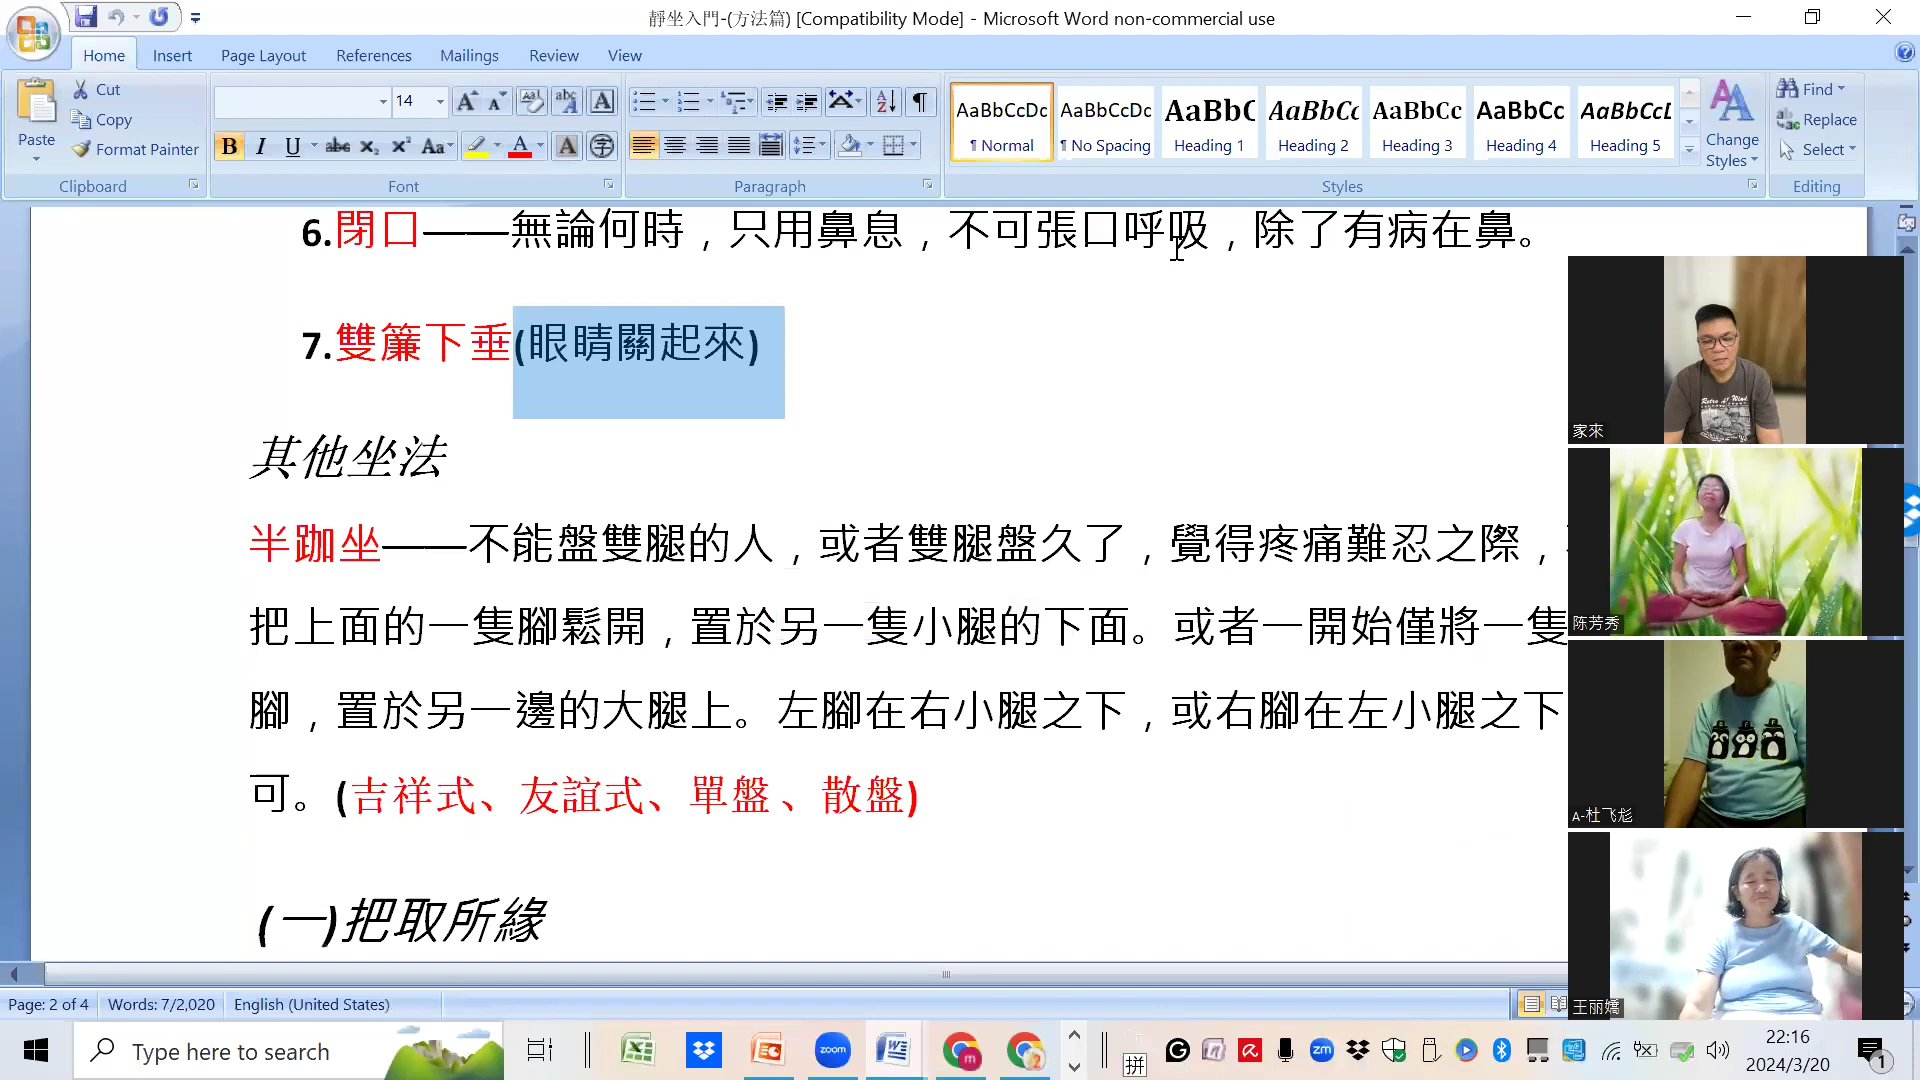 靜坐入門-(方法篇) [Compatibility Mode] - Microsoft Word non-commercial use
Home Insert Page Layout References Mailings Review View
Paste
Cut
Copy
Format Painter
Clipboard
14
Font
Paragraph
AaBbCcDc AaBbCcDc AaBbC AaBbCc AaBbCc AaBbCc AaBbCcL
¶ Normal ¶ No Spacing Heading 1 Heading 2 Heading 3 Heading 4 Heading 5
Change Styles
Styles
Find
Replace
Select
Editing
6.閉口——無論何時，只用鼻息，不可張口呼吸，除了有病在鼻。
7.雙簾下垂(眼睛關起來)
其他坐法
半跏坐——不能盤雙腿的人，或者雙腿盤久了，覺得疼痛難忍之際，
把上面的一隻腳鬆開，置於另一隻小腿的下面。或者一開始僅將一隻
腳，置於另一邊的大腿上。左腳在右小腿之下，或右腳在左小腿之下
可。(吉祥式、友誼式、單盤、散盤)
(一)把取所緣
家來
陈芳秀
A-杜飞彪
王丽嬌
Page: 2 of 4 Words: 7/2,020 English (United States)
Type here to search
zoom
zm
拼
22:16
2024/3/20
1